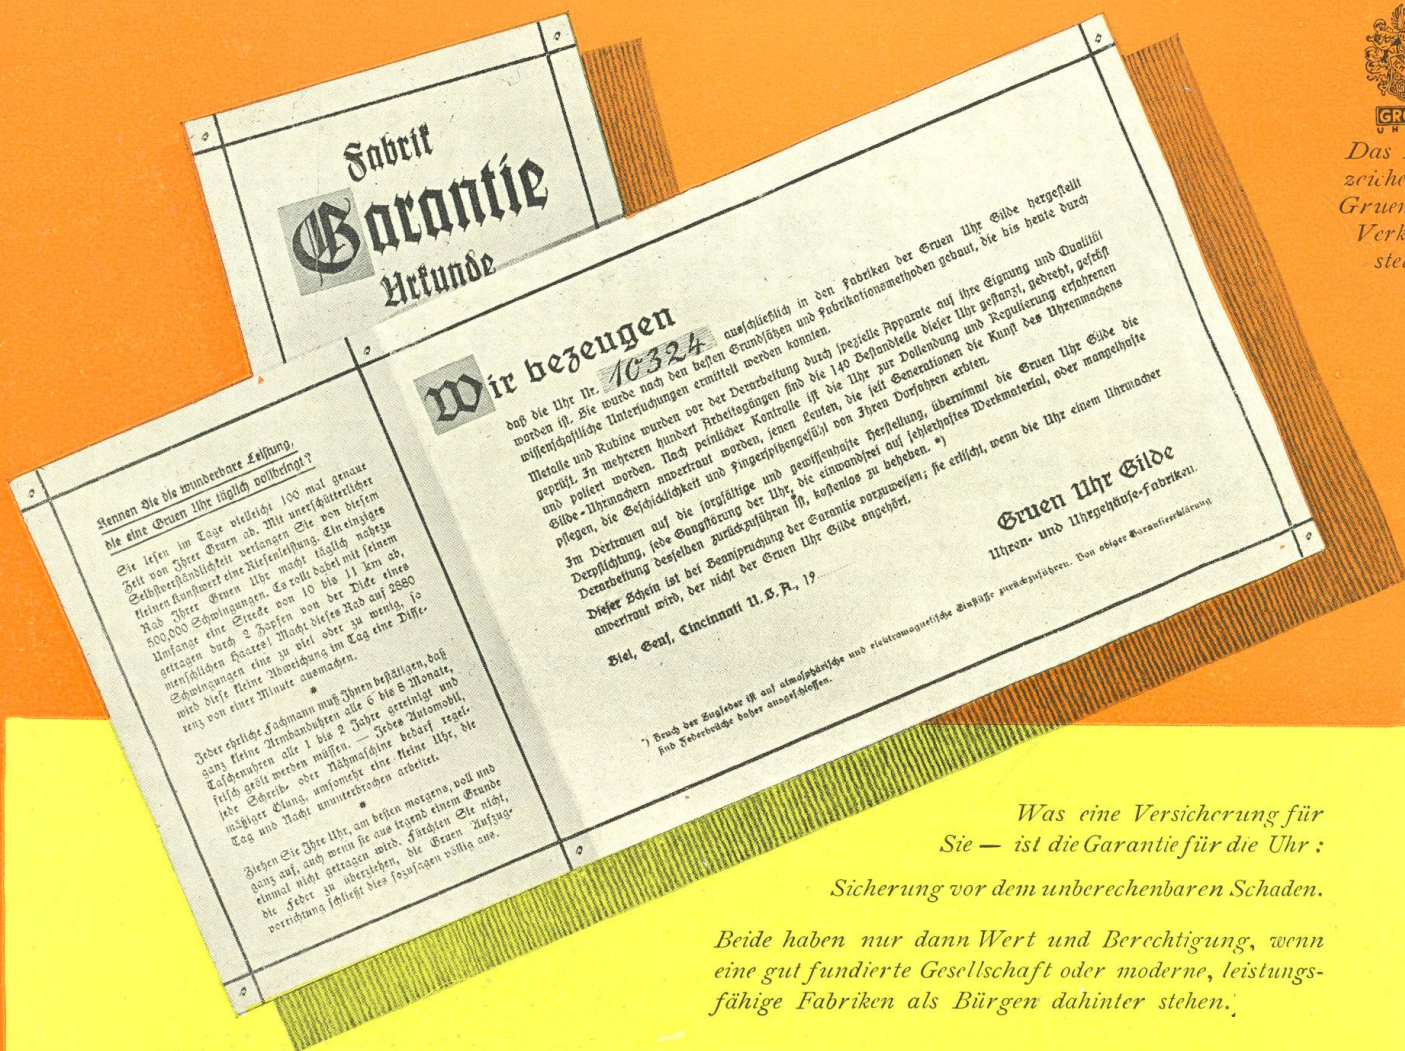 Fabrik
Garantie
Urkunde
Wir bezeugen
daß die Uhr Nr. 10324 ausschließlich in den Fabriken der Gruen Uhr Gilde hergestellt
worden ist. Sie wurde nach den besten Grundsätzen und Fabrikationsmethoden gebaut, die bis heute durch
wissenschaftliche Untersuchungen ermittelt werden konnten.
Metalle und Rubine wurden vor der Verarbeitung durch spezielle Apparate auf ihre Eignung und Qualität
geprüft. In mehreren hundert Arbeitsgängen sind die 140 Bestandteile dieser Uhr gestanzt, gedreht, gefräst
und poliert worden. Nach peinlicher Kontrolle ist die Uhr zur Vollendung und Regulierung erfahrenen
Gilde-Uhrmachern anvertraut worden, jenen Leuten, die seit Generationen die Kunst des Uhrenmachens
pflegen, die Geschicklichkeit und Fingerspitzengefühl von Ihren Vorfahren erbten.
Im Vertrauen auf die sorgfältige und gewissenhafte Herstellung, übernimmt die Gruen Uhr Gilde die
Verpflichtung, jede Gangstörung der Uhr, die einwandfrei auf fehlerhaftes Werkmaterial, oder mangelhafte
Verarbeitung desselben zurückzuführen ist, kostenlos zu beheben. *)
Dieser Schein ist bei Beanspruchung der Garantie vorzuweisen; sie erlischt, wenn die Uhr einem Uhrmacher
anvertraut wird, der nicht der Gruen Uhr Gilde angehört.
Biel, Genf, Cincinnati U. S. A., 19........
Gruen Uhr Gilde
Uhren- und Uhrgehäuse-Fabriken.
*) Bruch der Zugfeder ist auf atmosphärische und elektromagnetische Einflüsse zurückzuführen. Von obiger Garantieerklärung
sind Federbrüche daher ausgeschlossen.
Kennen Sie die wunderbare Leistung,
die eine Gruen Uhr täglich vollbringt?
Sie lesen im Tage vielleicht 100 mal genaue
Zeit von Ihrer Gruen ab. Mit unerschütterlicher
Selbstverständlichkeit verlangen Sie von diesem
kleinen Kunstwerk eine Riesenleistung. Ein einziges
Rad Ihrer Gruen Uhr macht täglich nahezu
500,000 Schwingungen. Es rollt dabei mit seinem
Umfange eine Strecke von 10 bis 11 km ab,
getragen durch 2 Zapfen von der Dicke eines
menschlichen Haares! Macht dieses Rad auf 2880
Schwingungen eine zu viel oder zu wenig, so
wird diese kleine Abweichung im Tag eine Diffe-
renz von einer Minute ausmachen.
*
Jeder ehrliche Fachmann muß Ihnen bestätigen, daß
ganz kleine Armbanduhren alle 6 bis 8 Monate,
Taschenuhren alle 1 bis 2 Jahre gereinigt und
frisch geölt werden müssen. — Jedes Automobil,
jede Schreib- oder Nähmaschine bedarf regel-
mäßiger Ölung, umsomehr eine kleine Uhr, die
Tag und Nacht ununterbrochen arbeitet.
*
Ziehen Sie Ihre Uhr, am besten morgens, voll und
ganz auf, auch wenn sie aus irgend einem Grunde
einmal nicht getragen wird. Fürchten Sie nicht,
die Feder zu überziehen, die Gruen Aufzug-
vorrichtung schließt dies sozusagen völlig aus.
Das
Gruen
Was eine Versicherung für
Sie — ist die Garantie für die Uhr :
Sicherung vor dem unberechenbaren Schaden.
Beide haben nur dann Wert und Berechtigung, wenn
eine gut fundierte Gesellschaft oder moderne, leistungs-
fähige Fabriken als Bürgen dahinter stehen.